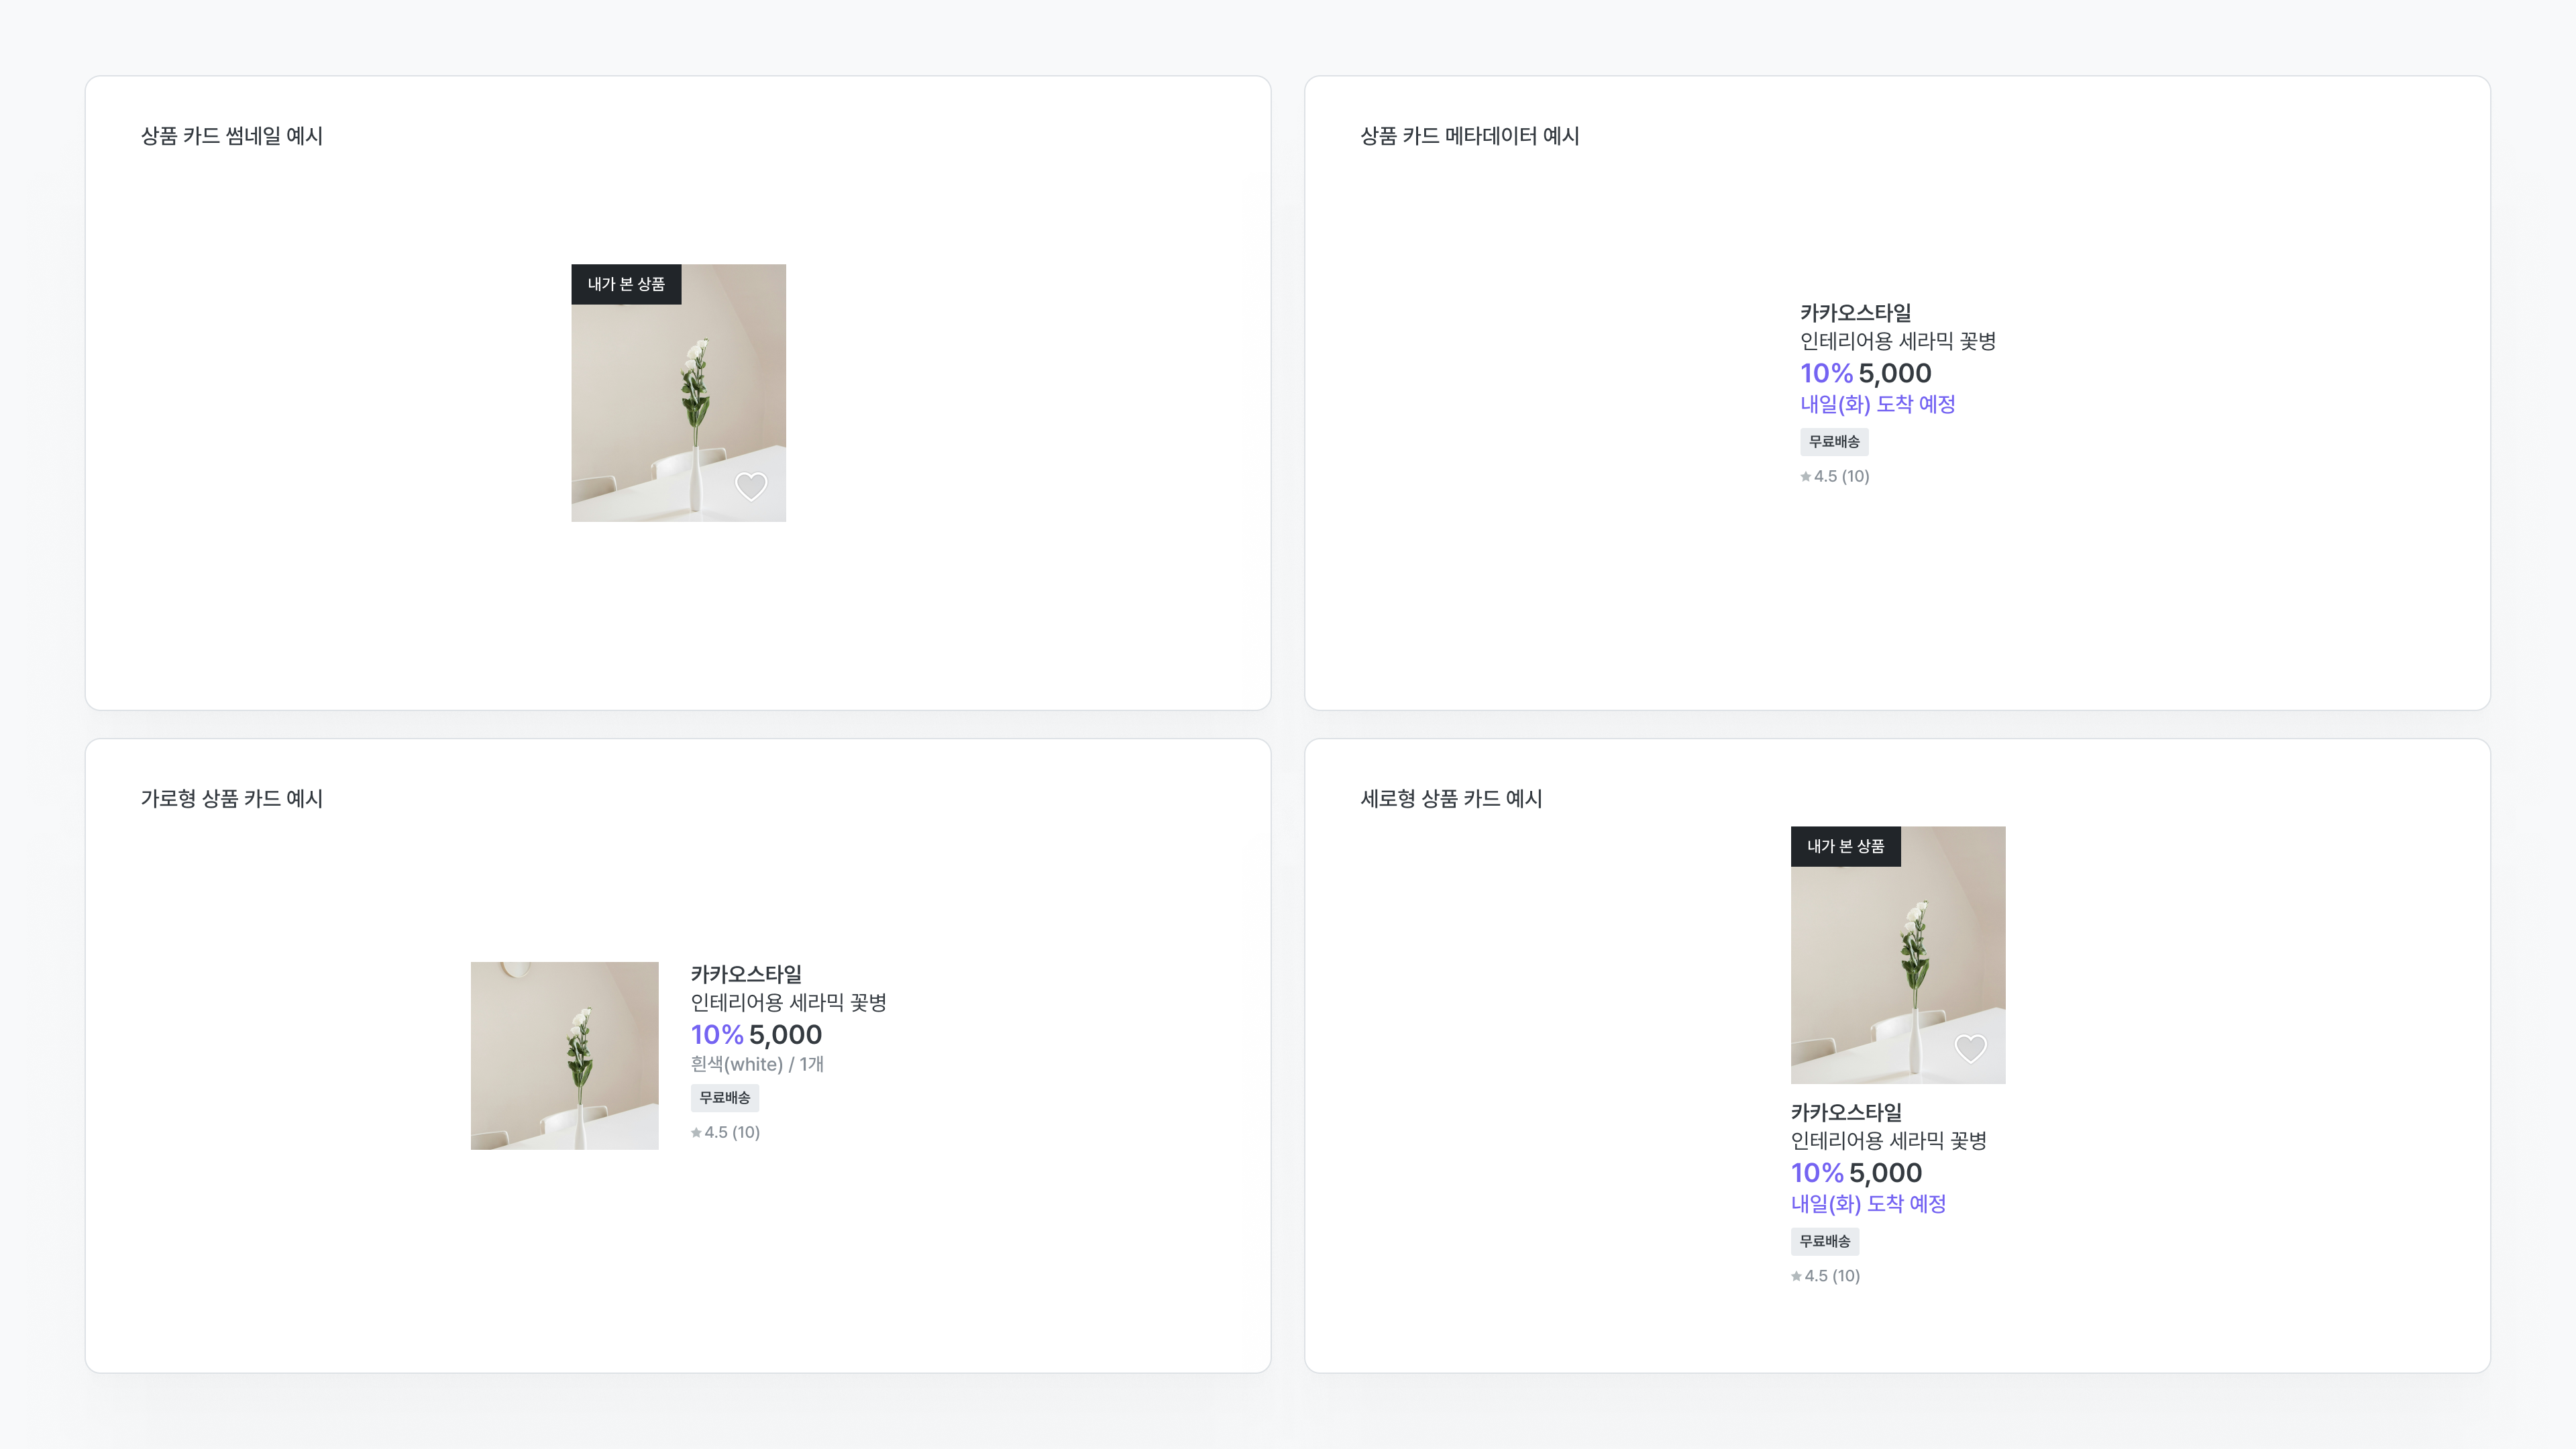 상품 카드 썸네일 예시
내가 본 상품
상품 카드 메타데이터 예시
카카오스타일
인테리어용 세라믹 꽃병
10% 5,000
내일(화) 도착 예정
무료배송
★4.5 (10)
가로형 상품 카드 예시
카카오스타일
인테리어용 세라믹 꽃병
10% 5,000
흰색(white) / 1개
무료배송
★4.5 (10)
세로형 상품 카드 예시
내가 본 상품
카카오스타일
인테리어용 세라믹 꽃병
10% 5,000
내일(화) 도착 예정
무료배송
★4.5 (10)